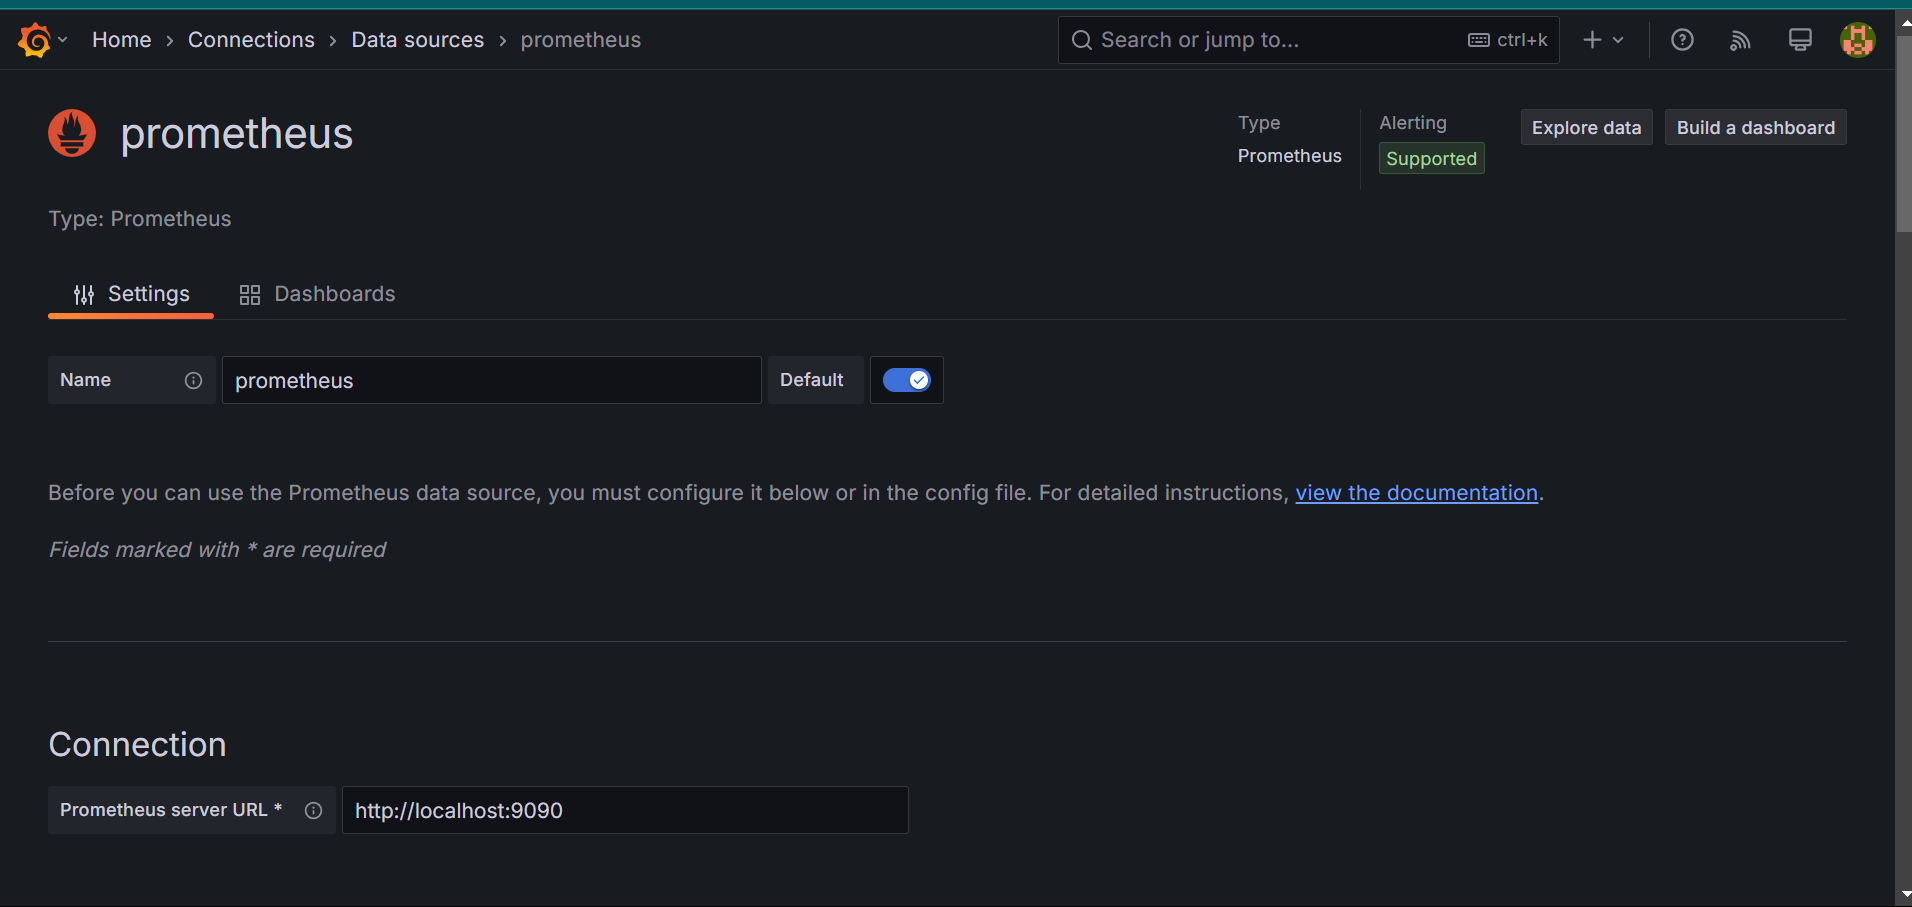 Home › Connections › Data sources › prometheus
Search or jump to...
ctrl+k
prometheus
Type
Prometheus
Alerting
Supported
Explore data
Build a dashboard
Type: Prometheus
Settings
Dashboards
Name
prometheus
Default
Before you can use the Prometheus data source, you must configure it below or in the config file. For detailed instructions, view the documentation.
Fields marked with * are required
Connection
Prometheus server URL *
http://localhost:9090